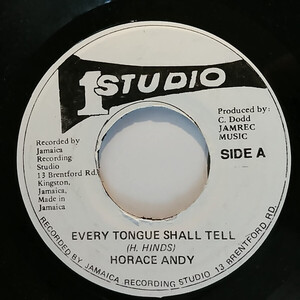 1 STUDIO
Recorded by
Jamaica
Recording
Studio
13 Brentford Rd.
Kingston,
Jamaica,
Made in
Jamaica
Produced by:
C. Dodd
JAMREC
MUSIC
SIDE A
EVERY TONGUE SHALL TELL
(H. HINDS)
HORACE ANDY
RECORDED BY JAMAICA RECORDING STUDIO 13 BRENTFORD RD.